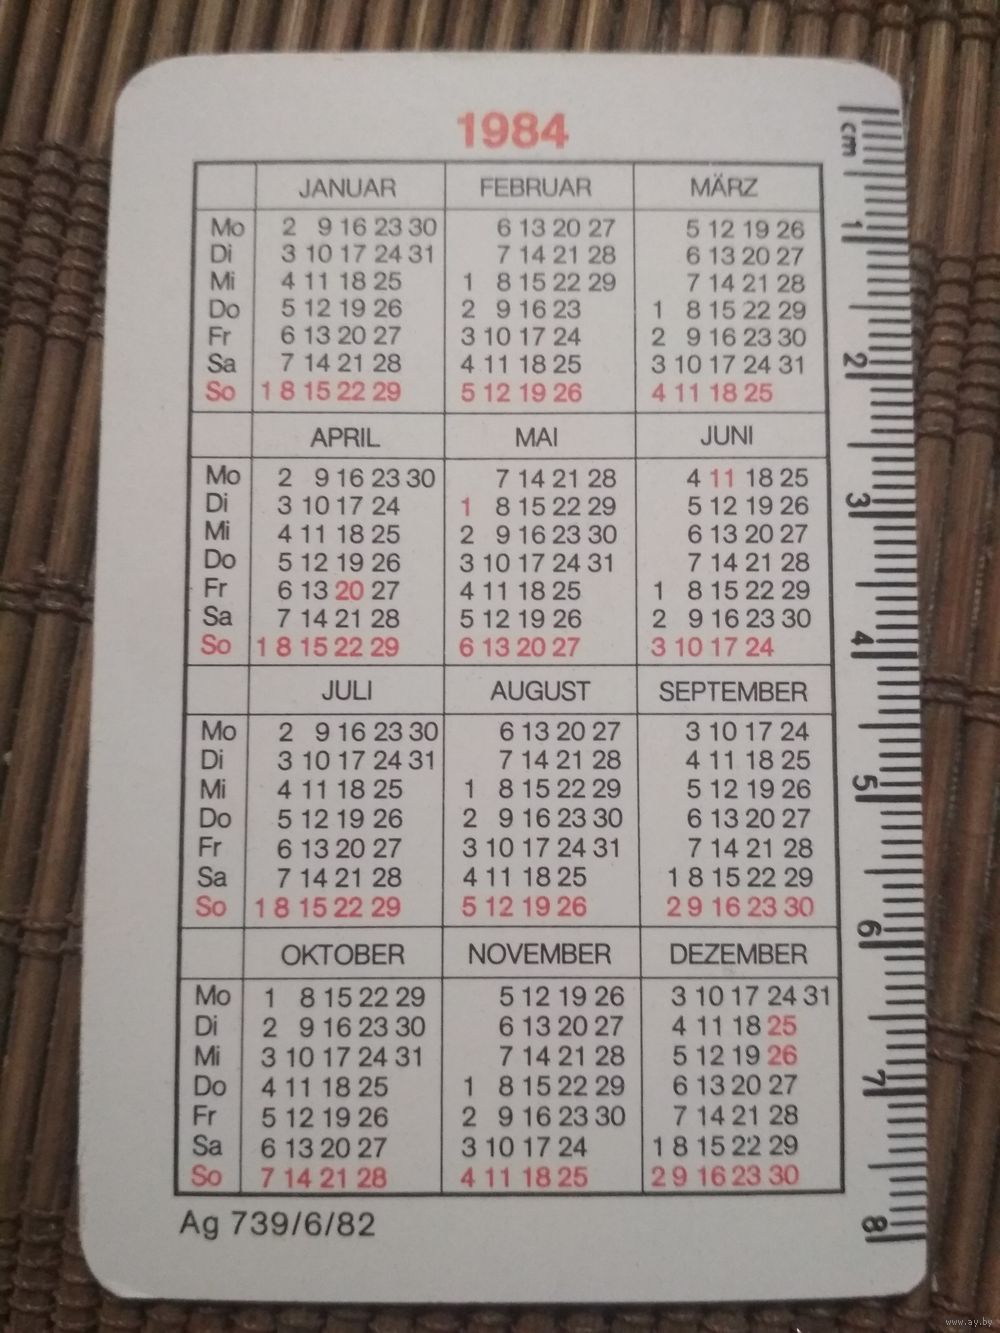 1984
JANUAR FEBRUAR MÄRZ
Mo 2 9 16 23 30 6 13 20 27 5 12 19 26
Di 3 10 17 24 31 7 14 21 28 6 13 20 27
Mi 4 11 18 25 1 8 15 22 29 7 14 21 28
Do 5 12 19 26 2 9 16 23 1 8 15 22 29
Fr 6 13 20 27 3 10 17 24 2 9 16 23 30
Sa 7 14 21 28 4 11 18 25 3 10 17 24 31
So 1 8 15 22 29 5 12 19 26 4 11 18 25
APRIL MAI JUNI
Mo 2 9 16 23 30 7 14 21 28 4 11 18 25
Di 3 10 17 24 1 8 15 22 29 5 12 19 26
Mi 4 11 18 25 2 9 16 23 30 6 13 20 27
Do 5 12 19 26 3 10 17 24 31 7 14 21 28
Fr 6 13 20 27 4 11 18 25 1 8 15 22 29
Sa 7 14 21 28 5 12 19 26 2 9 16 23 30
So 1 8 15 22 29 6 13 20 27 3 10 17 24
JULI AUGUST SEPTEMBER
Mo 2 9 16 23 30 6 13 20 27 3 10 17 24
Di 3 10 17 24 31 7 14 21 28 4 11 18 25
Mi 4 11 18 25 1 8 15 22 29 5 12 19 26
Do 5 12 19 26 2 9 16 23 30 6 13 20 27
Fr 6 13 20 27 3 10 17 24 31 7 14 21 28
Sa 7 14 21 28 4 11 18 25 1 8 15 22 29
So 1 8 15 22 29 5 12 19 26 2 9 16 23 30
OKTOBER NOVEMBER DEZEMBER
Mo 1 8 15 22 29 5 12 19 26 3 10 17 24 31
Di 2 9 16 23 30 6 13 20 27 4 11 18 25
Mi 3 10 17 24 31 7 14 21 28 5 12 19 26
Do 4 11 18 25 1 8 15 22 29 6 13 20 27
Fr 5 12 19 26 2 9 16 23 30 7 14 21 28
Sa 6 13 20 27 3 10 17 24 1 8 15 22 29
So 7 14 21 28 4 11 18 25 2 9 16 23 30
Ag 739/6/82
cm 1 2 3 4 5 6 7 8
www.ay.by